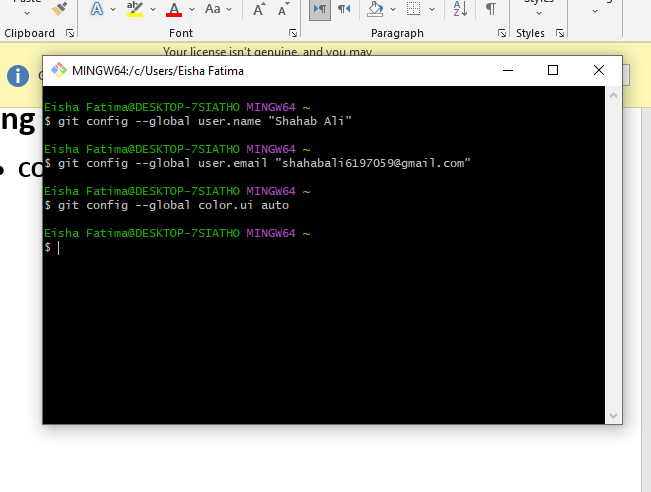 Clipboard
Font
Paragraph
Styles
Your license isn't genuine, and you may
MINGW64:/c/Users/Eisha Fatima
Eisha Fatima@DESKTOP-7SIATHO MINGW64 ~
$ git config --global user.name "Shahab Ali"
Eisha Fatima@DESKTOP-7SIATHO MINGW64 ~
$ git config --global user.email "shahabali6197059@gmail.com"
Eisha Fatima@DESKTOP-7SIATHO MINGW64 ~
$ git config --global color.ui auto
Eisha Fatima@DESKTOP-7SIATHO MINGW64 ~
$